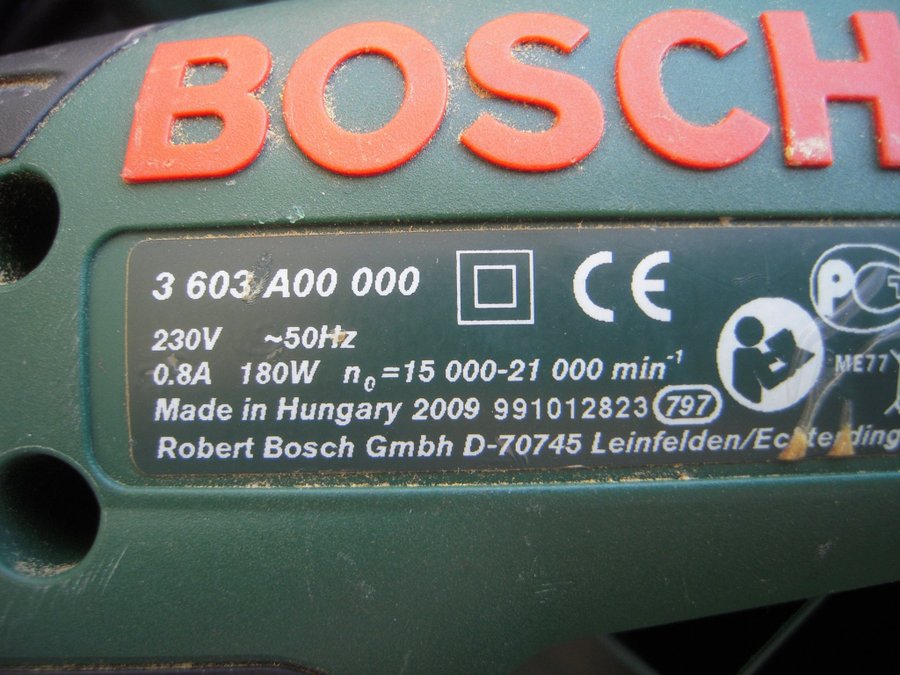 BOSCH
3 603 A00 000 CE
230V ~50Hz
0.8A 180W n₀=15 000-21 000 min⁻¹ ME77
Made in Hungary 2009 991012823 797
Robert Bosch Gmbh D-70745 Leinfelden/Echterding